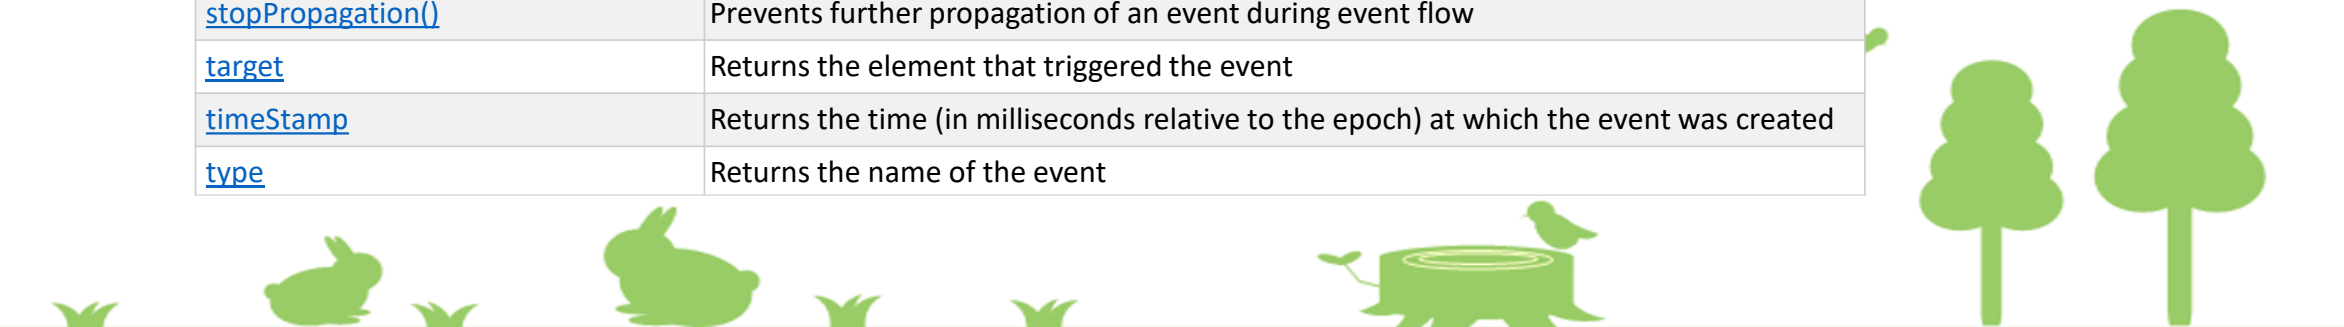 stopPropagation() Prevents further propagation of an event during event flow
target Returns the element that triggered the event
timeStamp Returns the time (in milliseconds relative to the epoch) at which the event was created
type Returns the name of the event